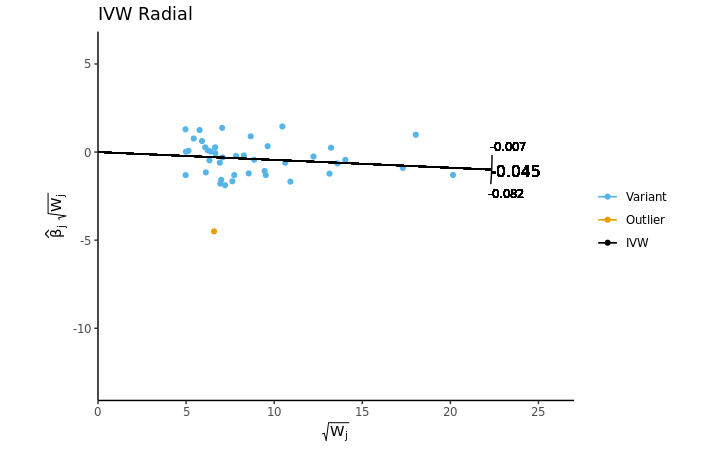 IVW Radial
5
0
-5
-10
β̂j √Wj
0
5
10
15
20
25
√Wj
-0.007
-0.045
-0.082
Variant
Outlier
IVW